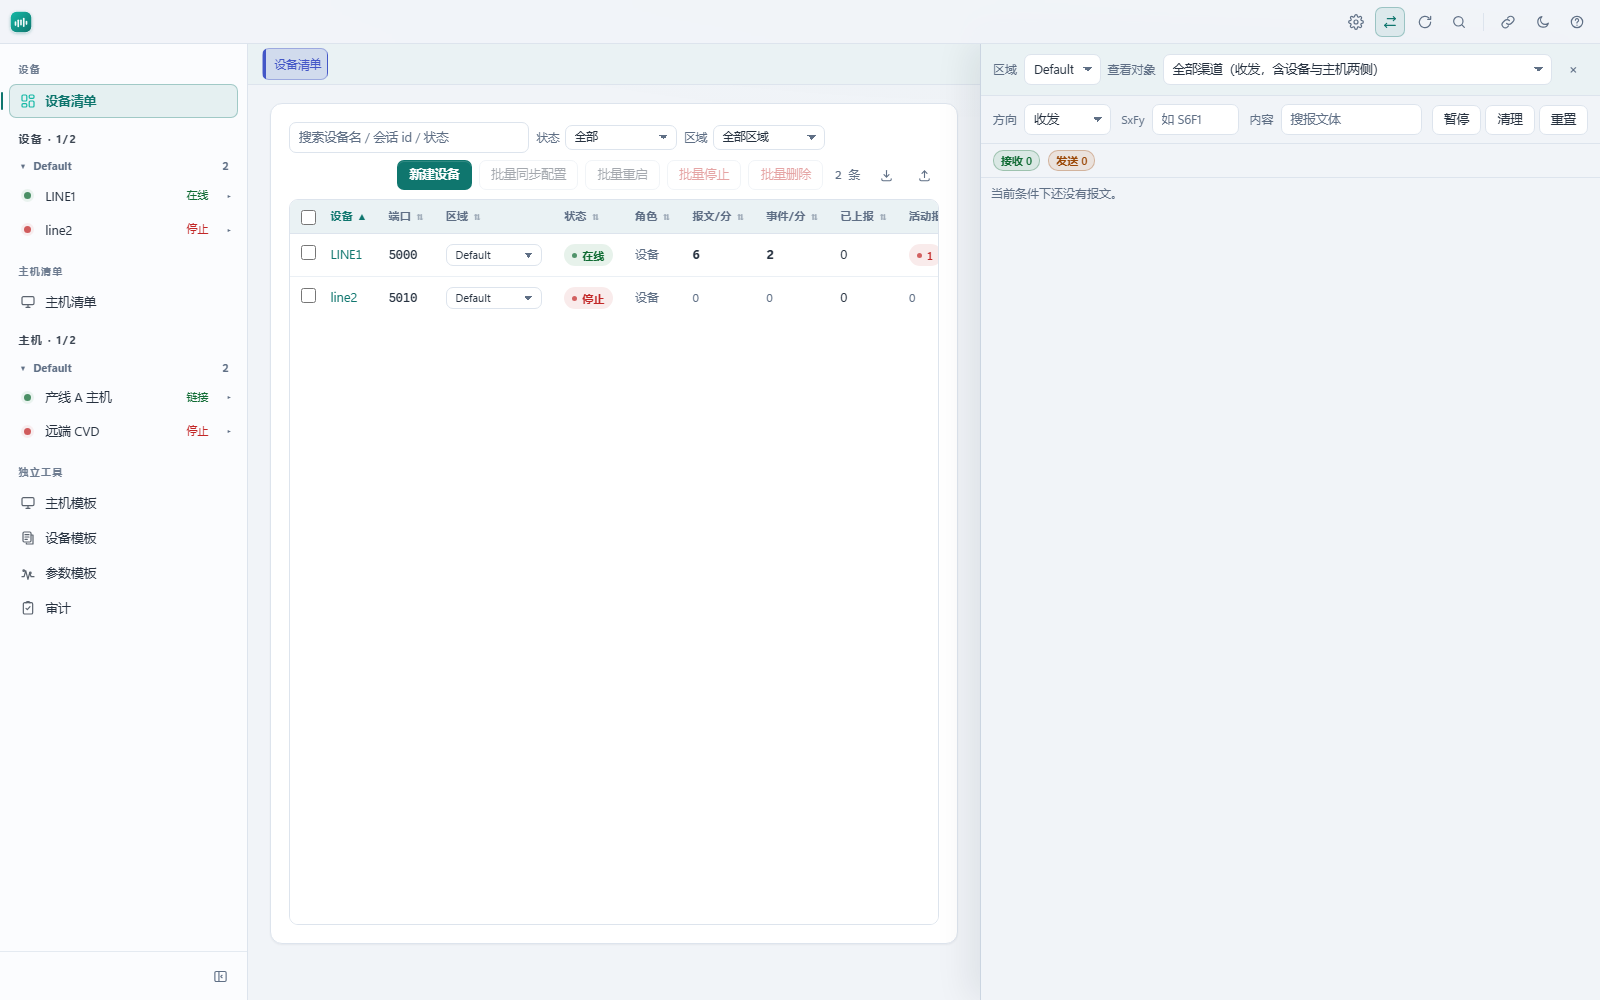 设备
设备清单
设备 · 1/2
Default 2
LINE1 在线
line2 停止
主机清单
主机清单
主机 · 1/2
Default 2
产线 A 主机 链接
远端 CVD 停止
独立工具
主机模板
设备模板
参数模板
审计
设备清单
搜索设备名 / 会话 id / 状态 状态 全部 区域 全部区域
新建设备 批量同步配置 批量重启 批量停止 批量删除 2 条
设备 端口 区域 状态 角色 报文/分 事件/分 已上报 活动报
LINE1 5000 Default 在线 设备 6 2 0 1
line2 5010 Default 停止 设备 0 0 0 0
区域 Default 查看对象 全部渠道（收发，含设备与主机两侧） ×
方向 收发 SxFy 如 S6F1 内容 搜报文体 暂停 清理 重置
接收 0 发送 0
当前条件下还没有报文。